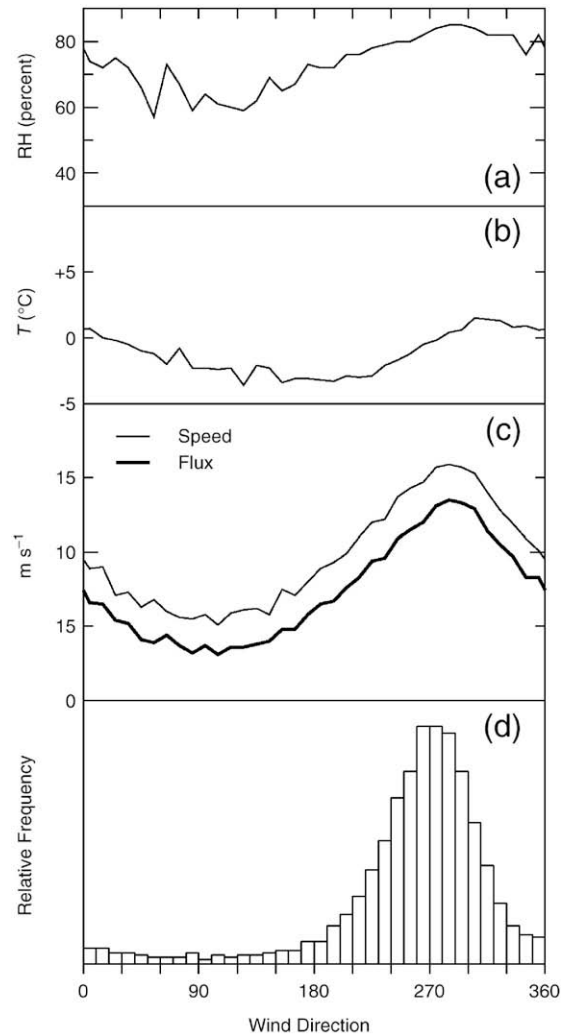 80
60
40
RH (percent)
(a)
(b)
+5
0
-5
T (°C)
(c)
Speed
Flux
15
10
15
0
m s⁻¹
(d)
Relative Frequency
0 90 180 270 360
Wind Direction